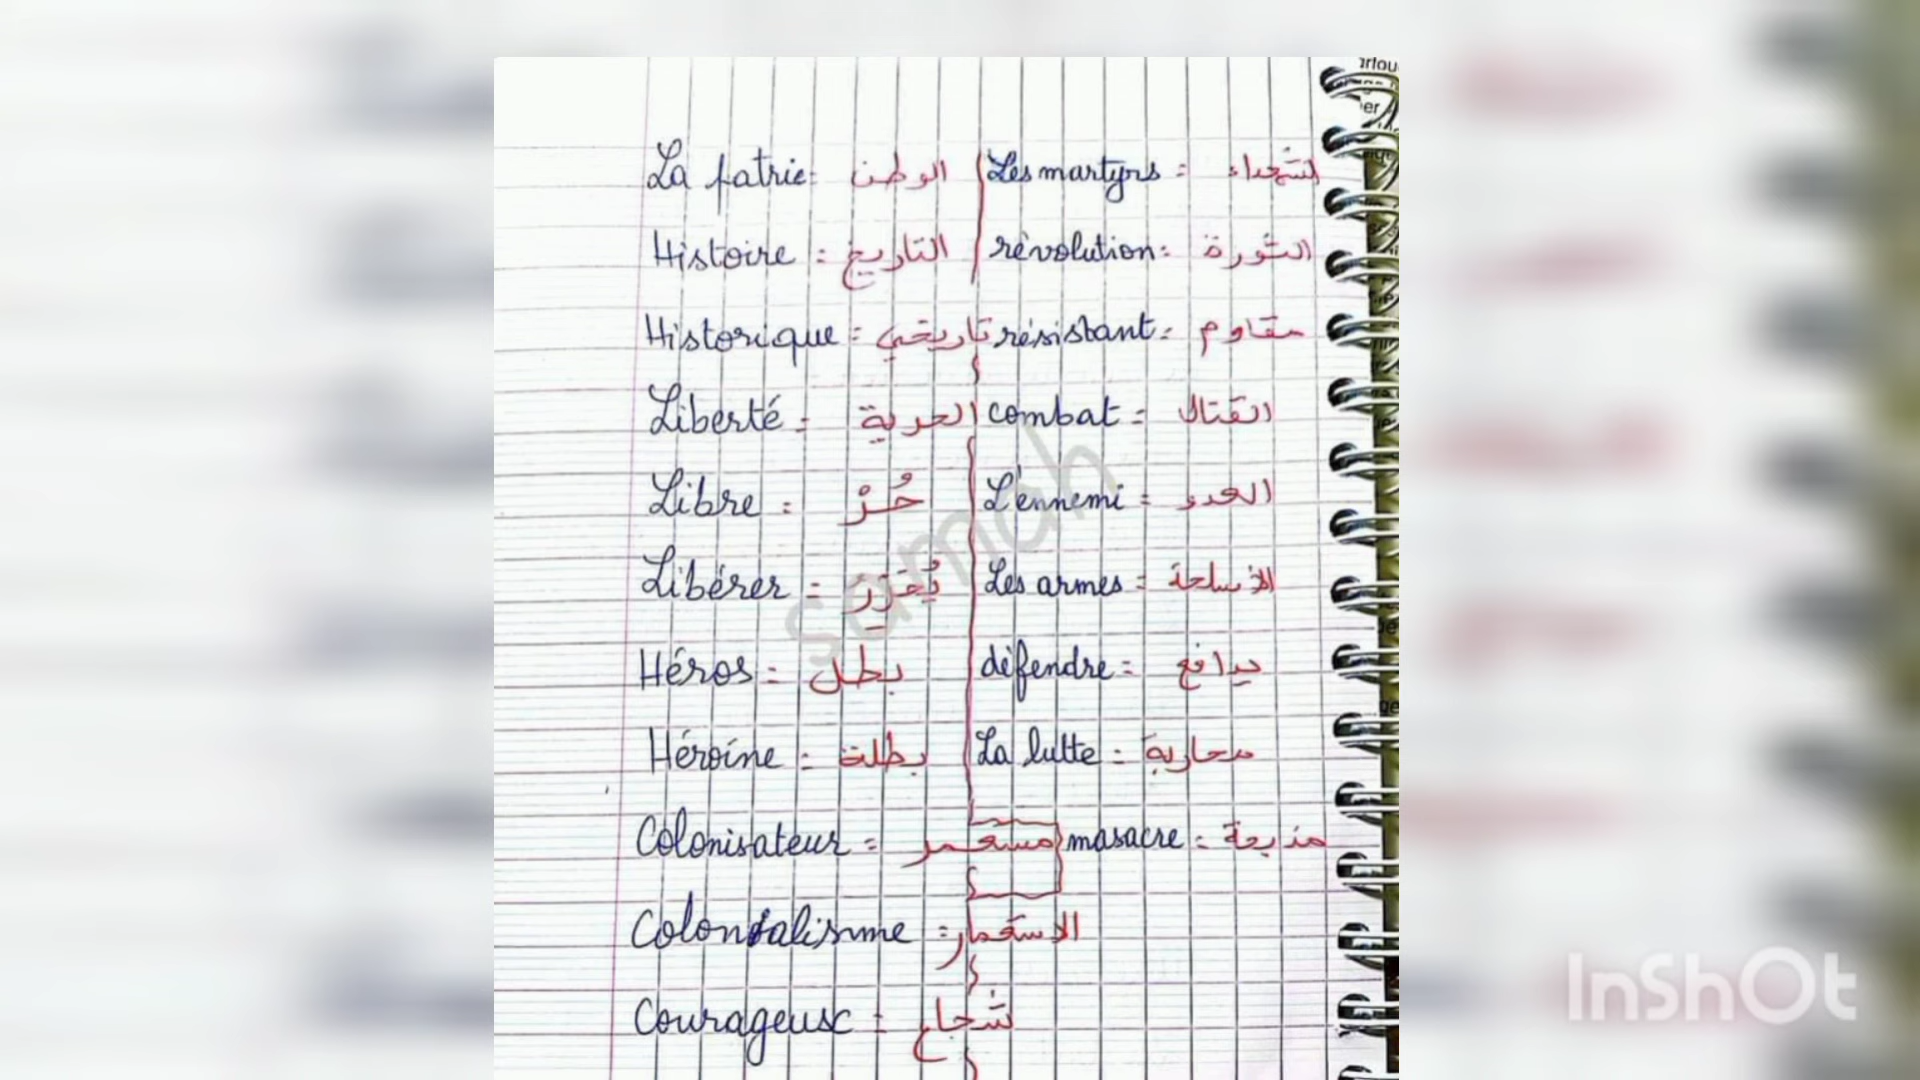 La patrie = الوطن
Histoire = التاريخ
Historique = تاريخي
Liberté = الحرية
Libre = حُرْ
Libérer = يُحَرِّر
Héros = بطل
Héroïne = بطلة
Colonisateur = مستعمر
Colonialisme = الاستعمار
Courageuse = شجاع
Les martyrs = الشهداء
révolution = الثورة
résistant = مقاوم
combat = القتال
L'ennemi = العدو
Les armes = الأسلحة
défendre = يدافع
La lutte = محاربة
masacre = مذبحة
samah
InShOt